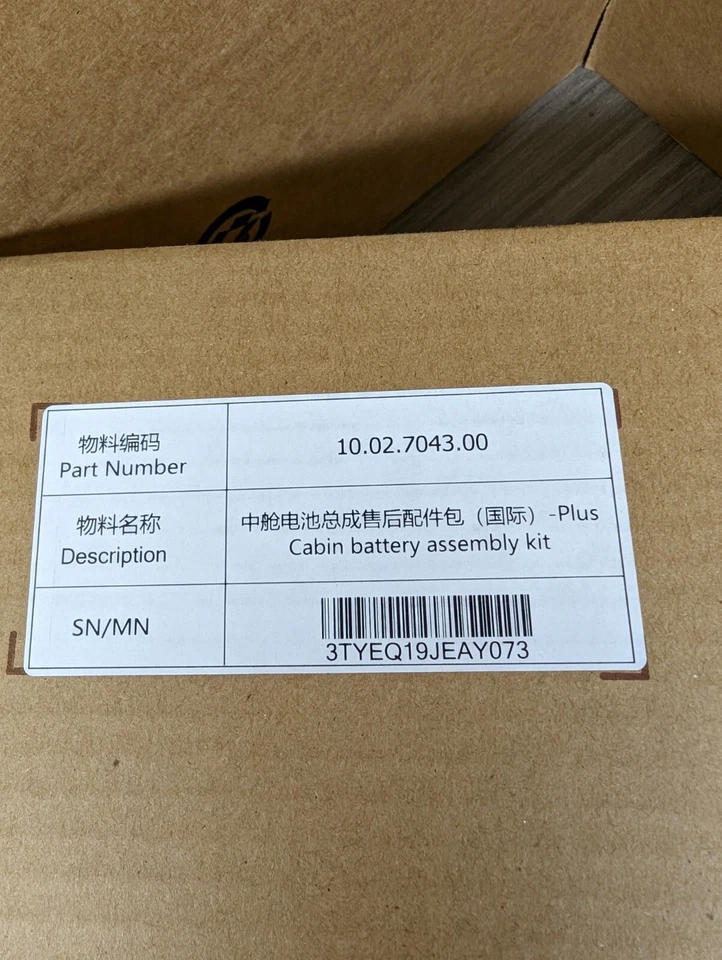 物料编码
Part Number
10.02.7043.00
物料名称
Description
中舱电池总成售后配件包（国际）-Plus
Cabin battery assembly kit
SN/MN
3TYEQ19JEAY073